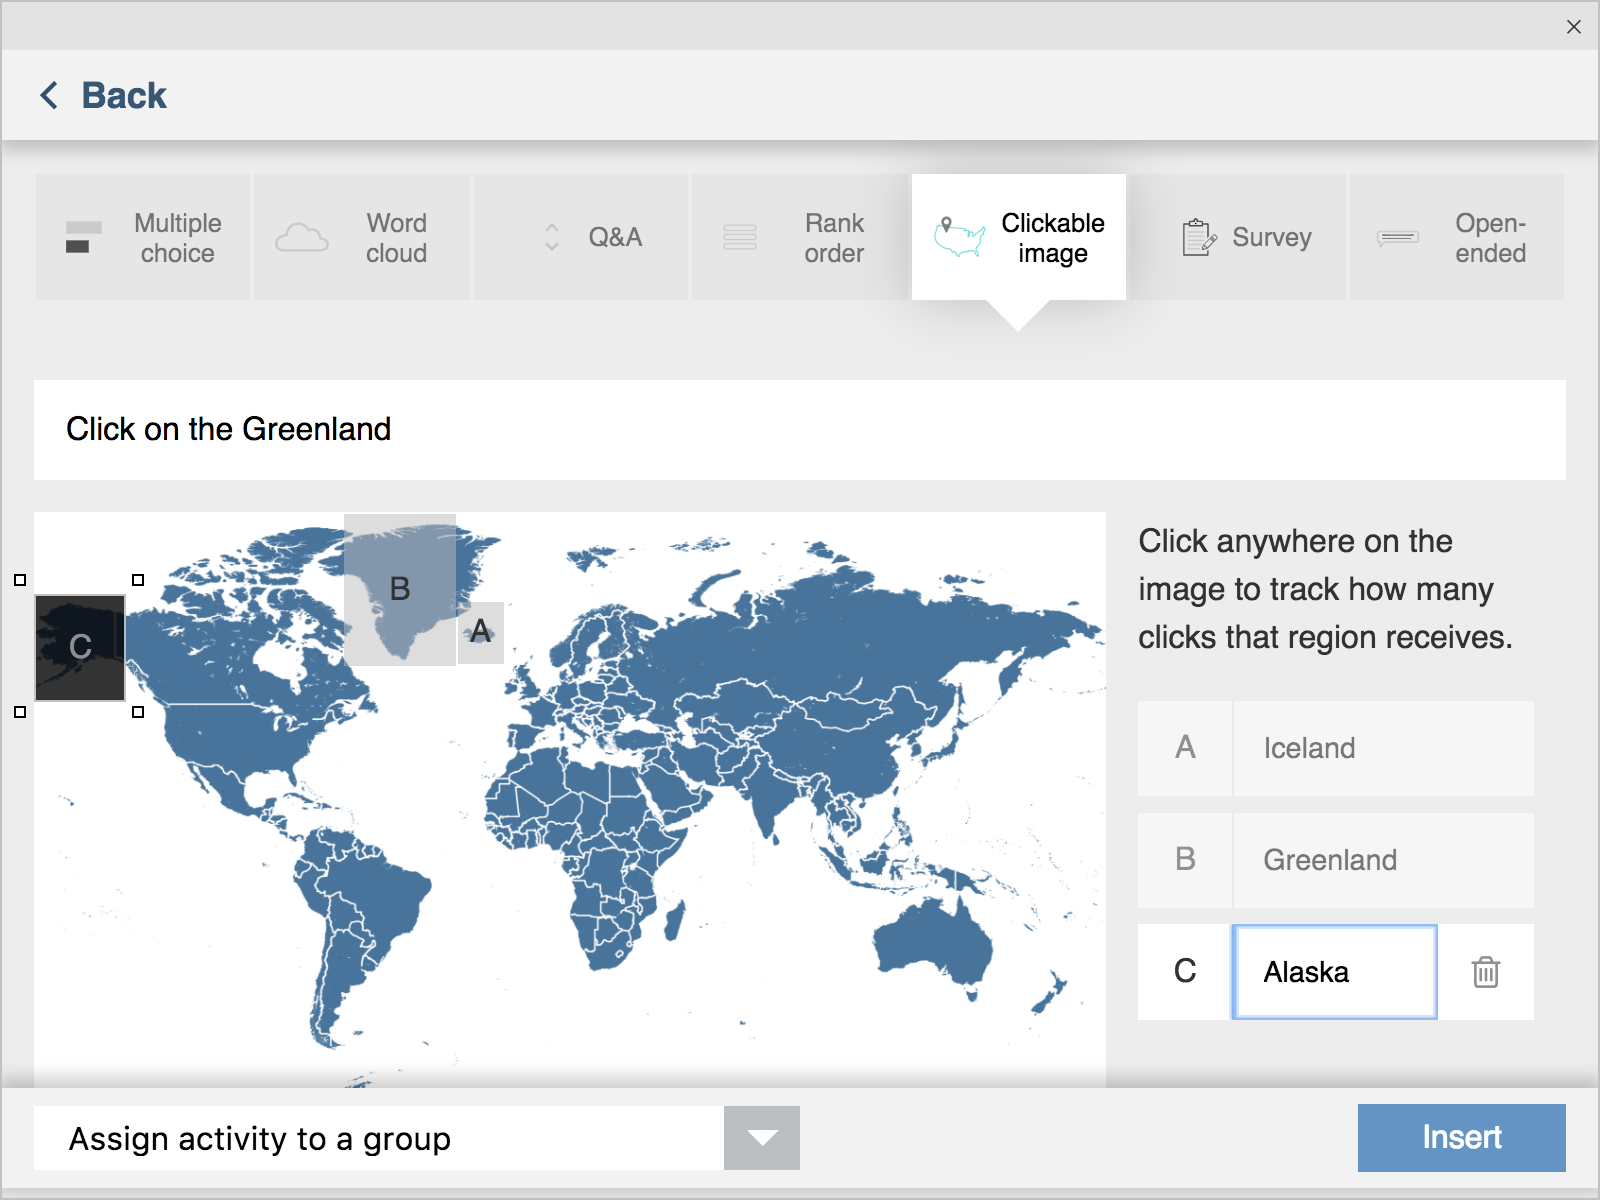 Back
Multiple
choice
Word
cloud
Q&A
Rank
order
Clickable
image
Survey
Open-
ended
Click on the Greenland
B
A
C
Click anywhere on the
image to track how many
clicks that region receives.
A Iceland
B Greenland
C Alaska
Assign activity to a group
Insert